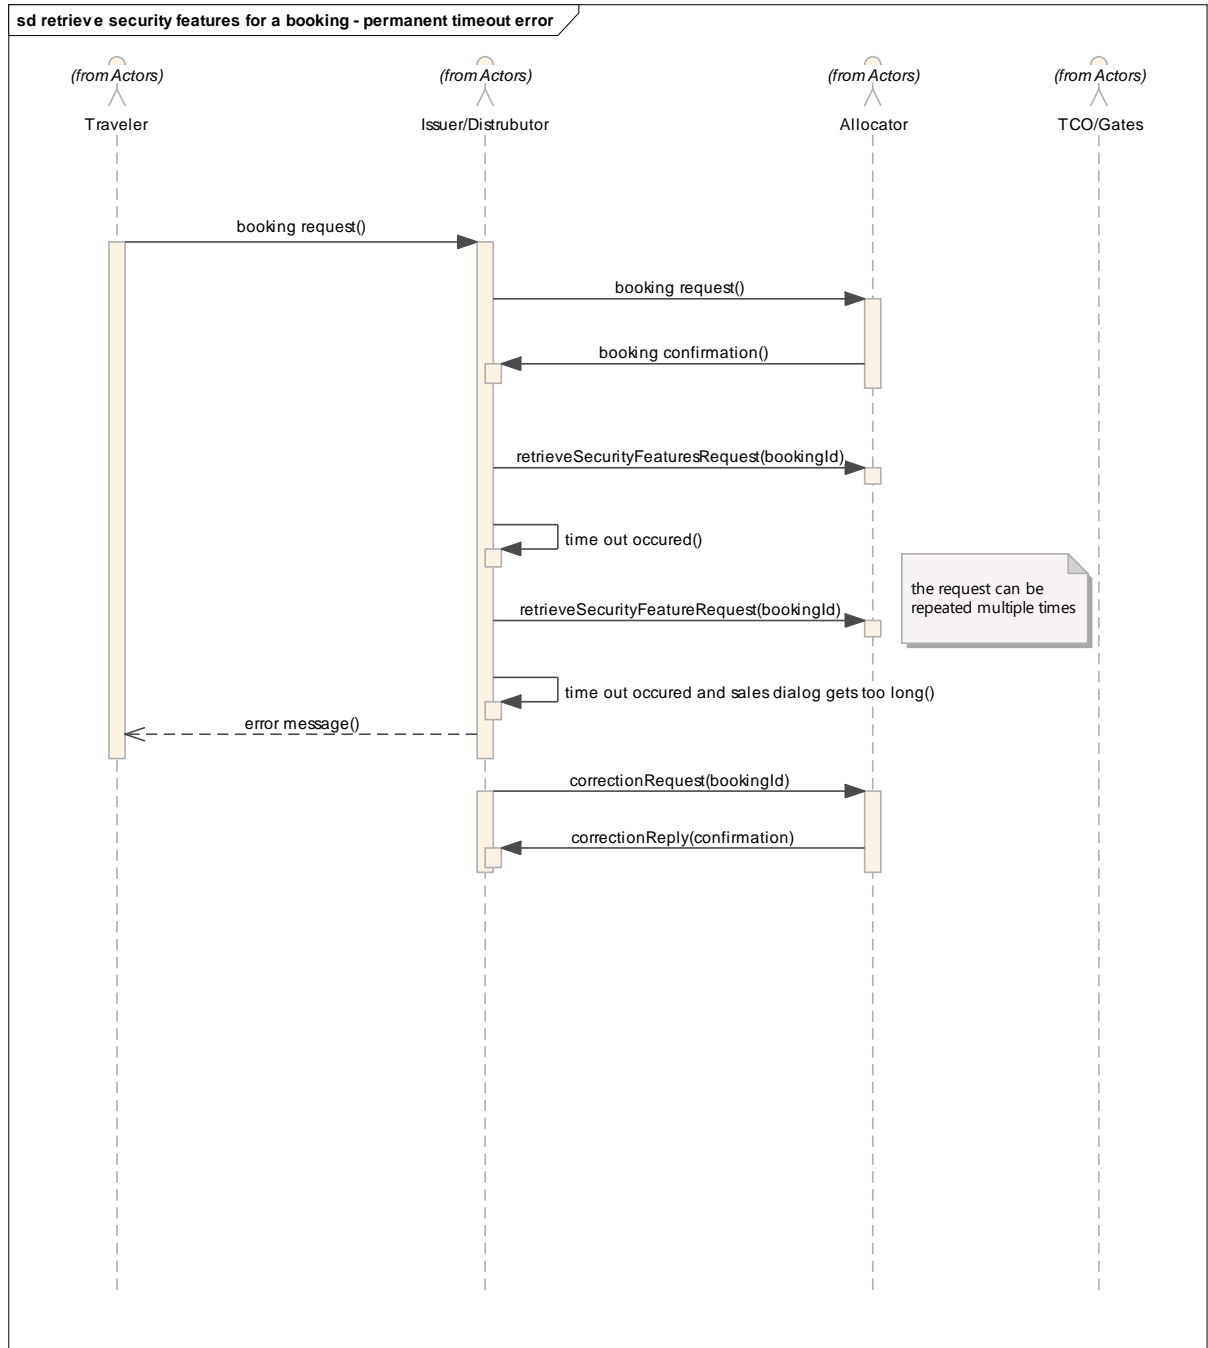 sd retrieve security features for a booking - permanent timeout error
(from Actors) (from Actors) (from Actors) (from Actors)
Traveler Issuer/Distrubutor Allocator TCO/Gates
booking request()
booking request()
booking confirmation()
retrieveSecurityFeaturesRequest(bookingId)
time out occured()
the request can be
repeated multiple times
retrieveSecurityFeatureRequest(bookingId)
time out occured and sales dialog gets too long()
error message()
correctionRequest(bookingId)
correctionReply(confirmation)